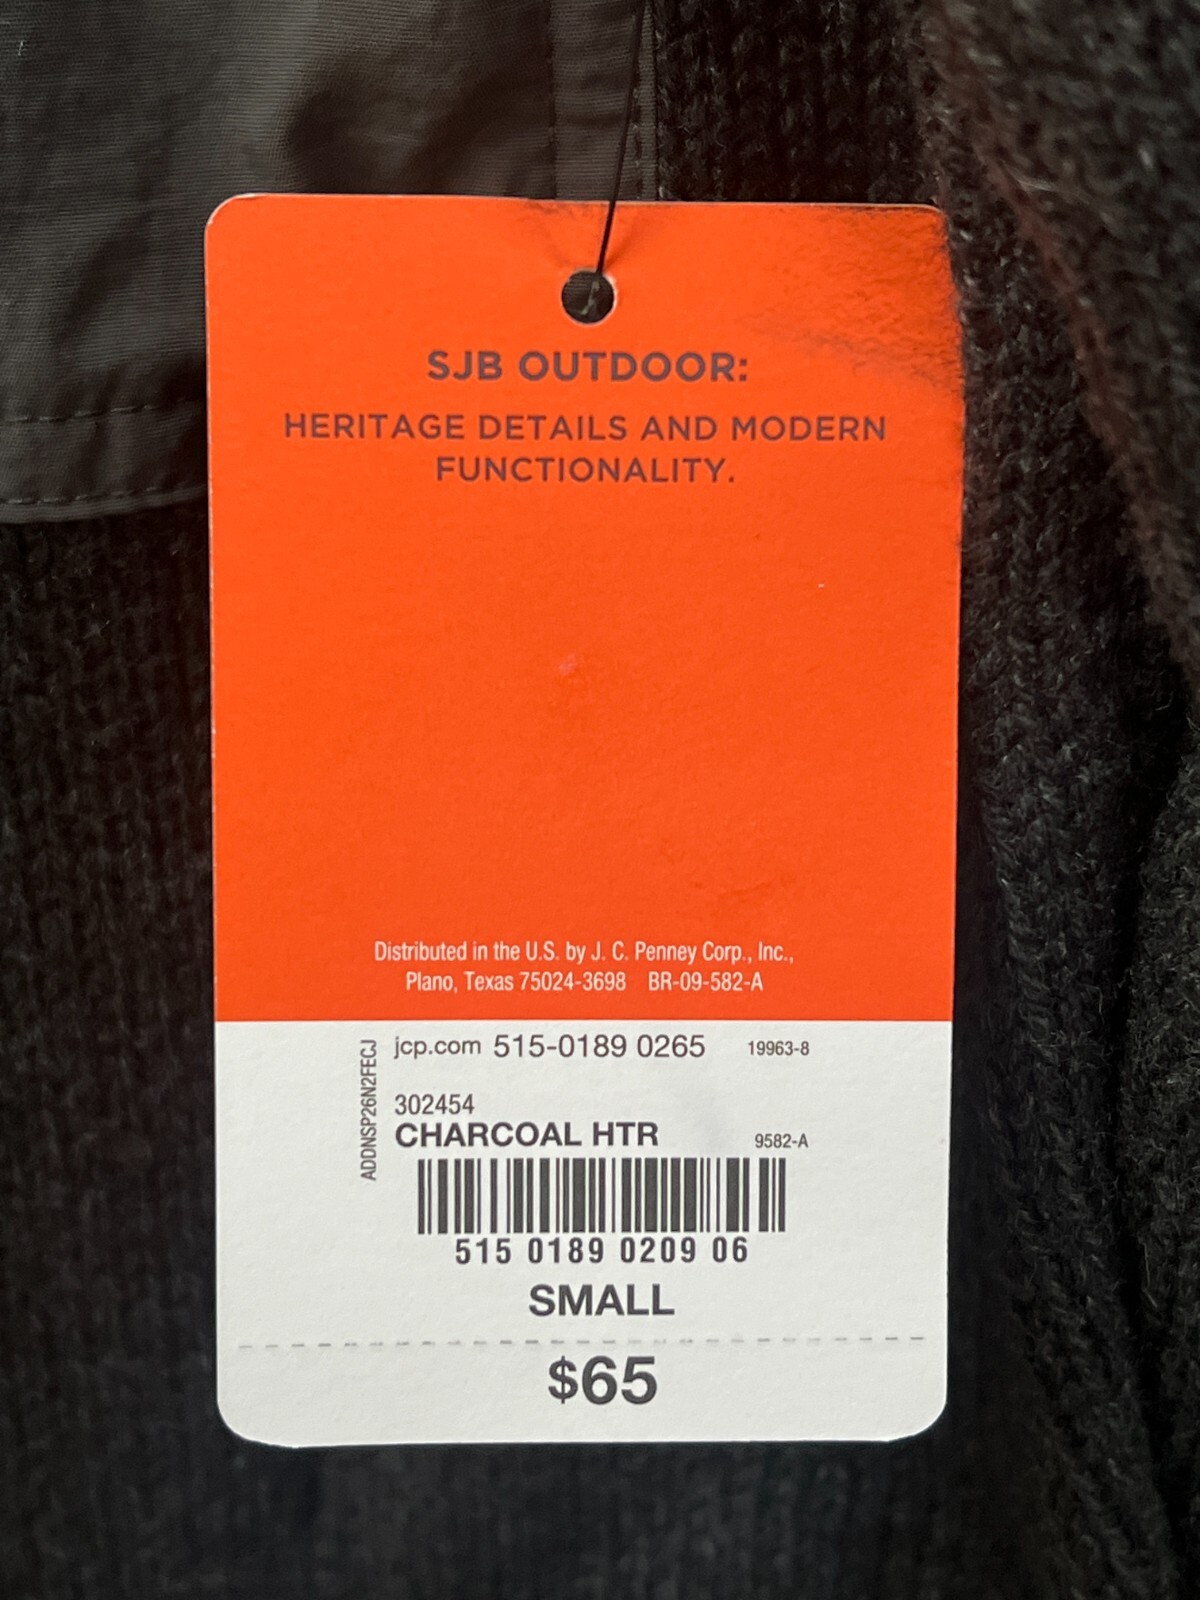 SJB OUTDOOR:
HERITAGE DETAILS AND MODERN
FUNCTIONALITY.
Distributed in the U.S. by J. C. Penney Corp., Inc.,
Plano, Texas 75024-3698 BR-09-582-A
jcp.com 515-0189 0265 19963-8
ADDNSP26N2FECJ
302454
CHARCOAL HTR 9582-A
515 0189 0209 06
SMALL
$65